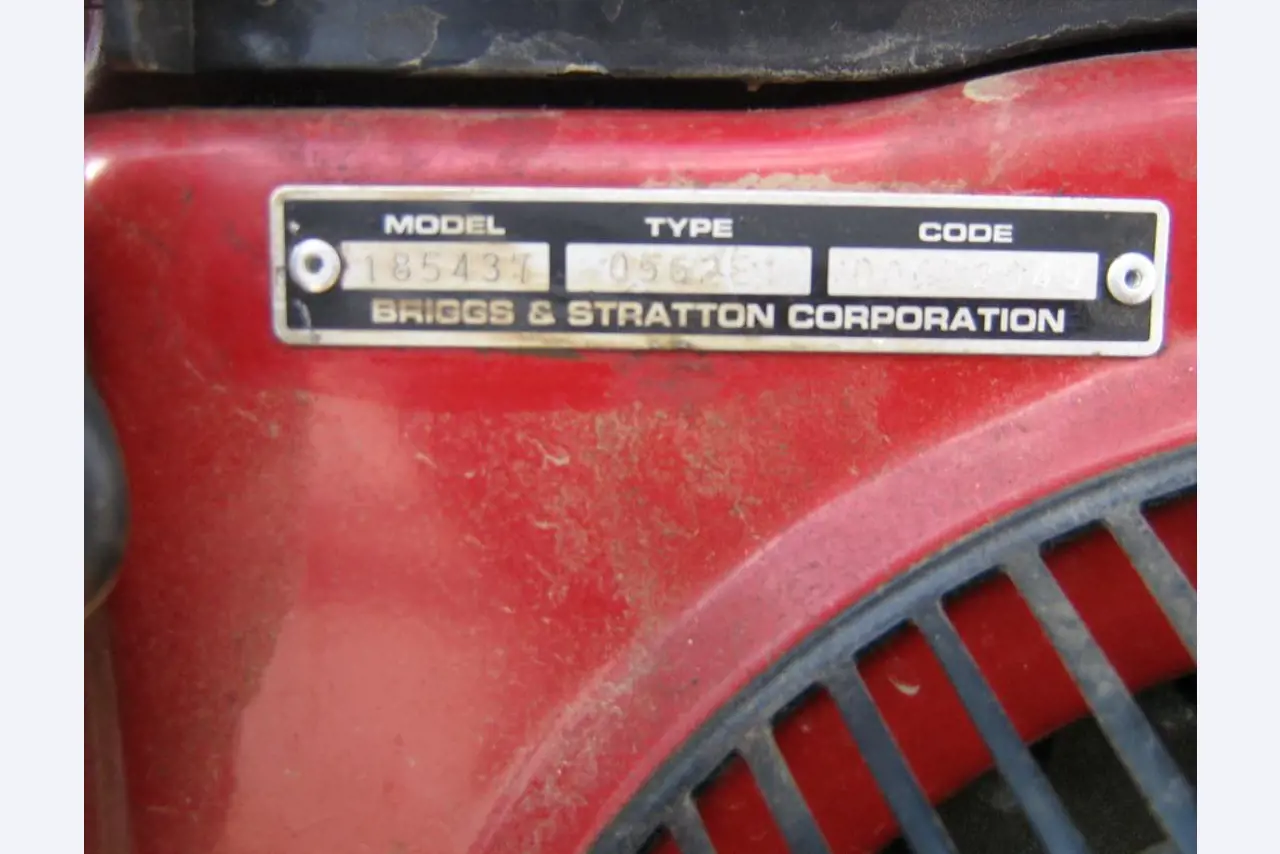 MODEL TYPE CODE
185437
BRIGGS & STRATTON CORPORATION